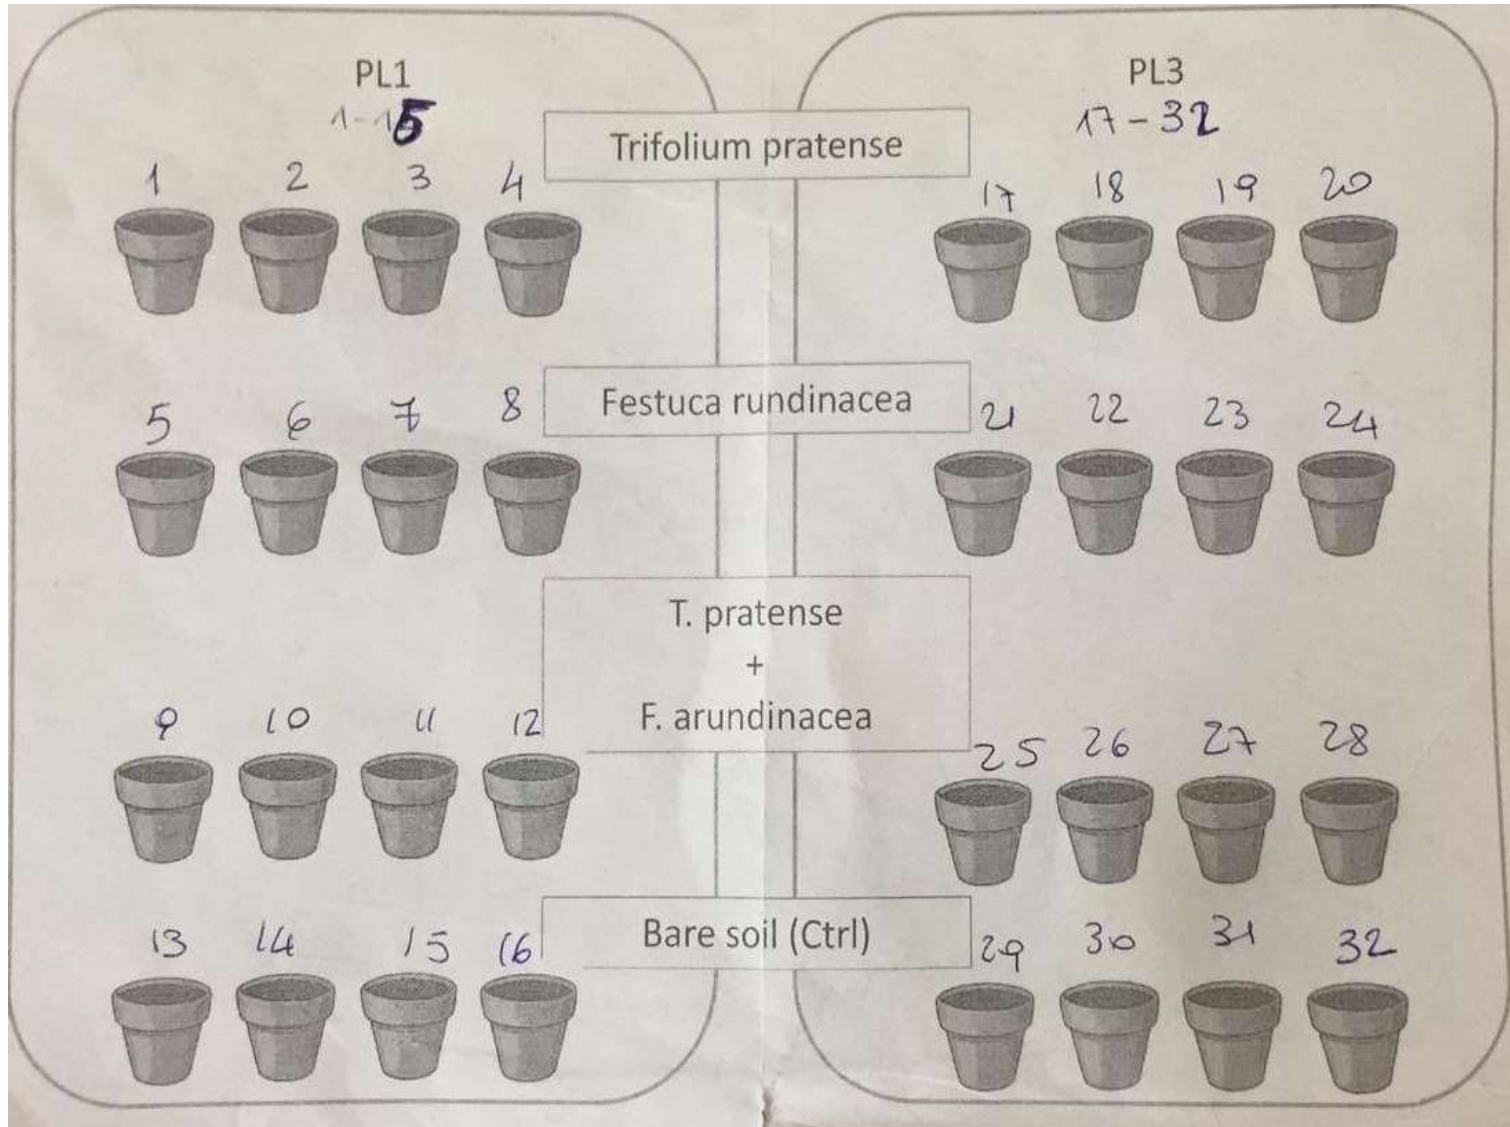 PL1
PL3
1-16
17-32
Trifolium pratense
1 2 3 4
17 18 19 20
Festuca rundinacea
5 6 7 8
21 22 23 24
T. pratense
+
F. arundinacea
9 10 11 12
25 26 27 28
Bare soil (Ctrl)
13 14 15 16
29 30 31 32